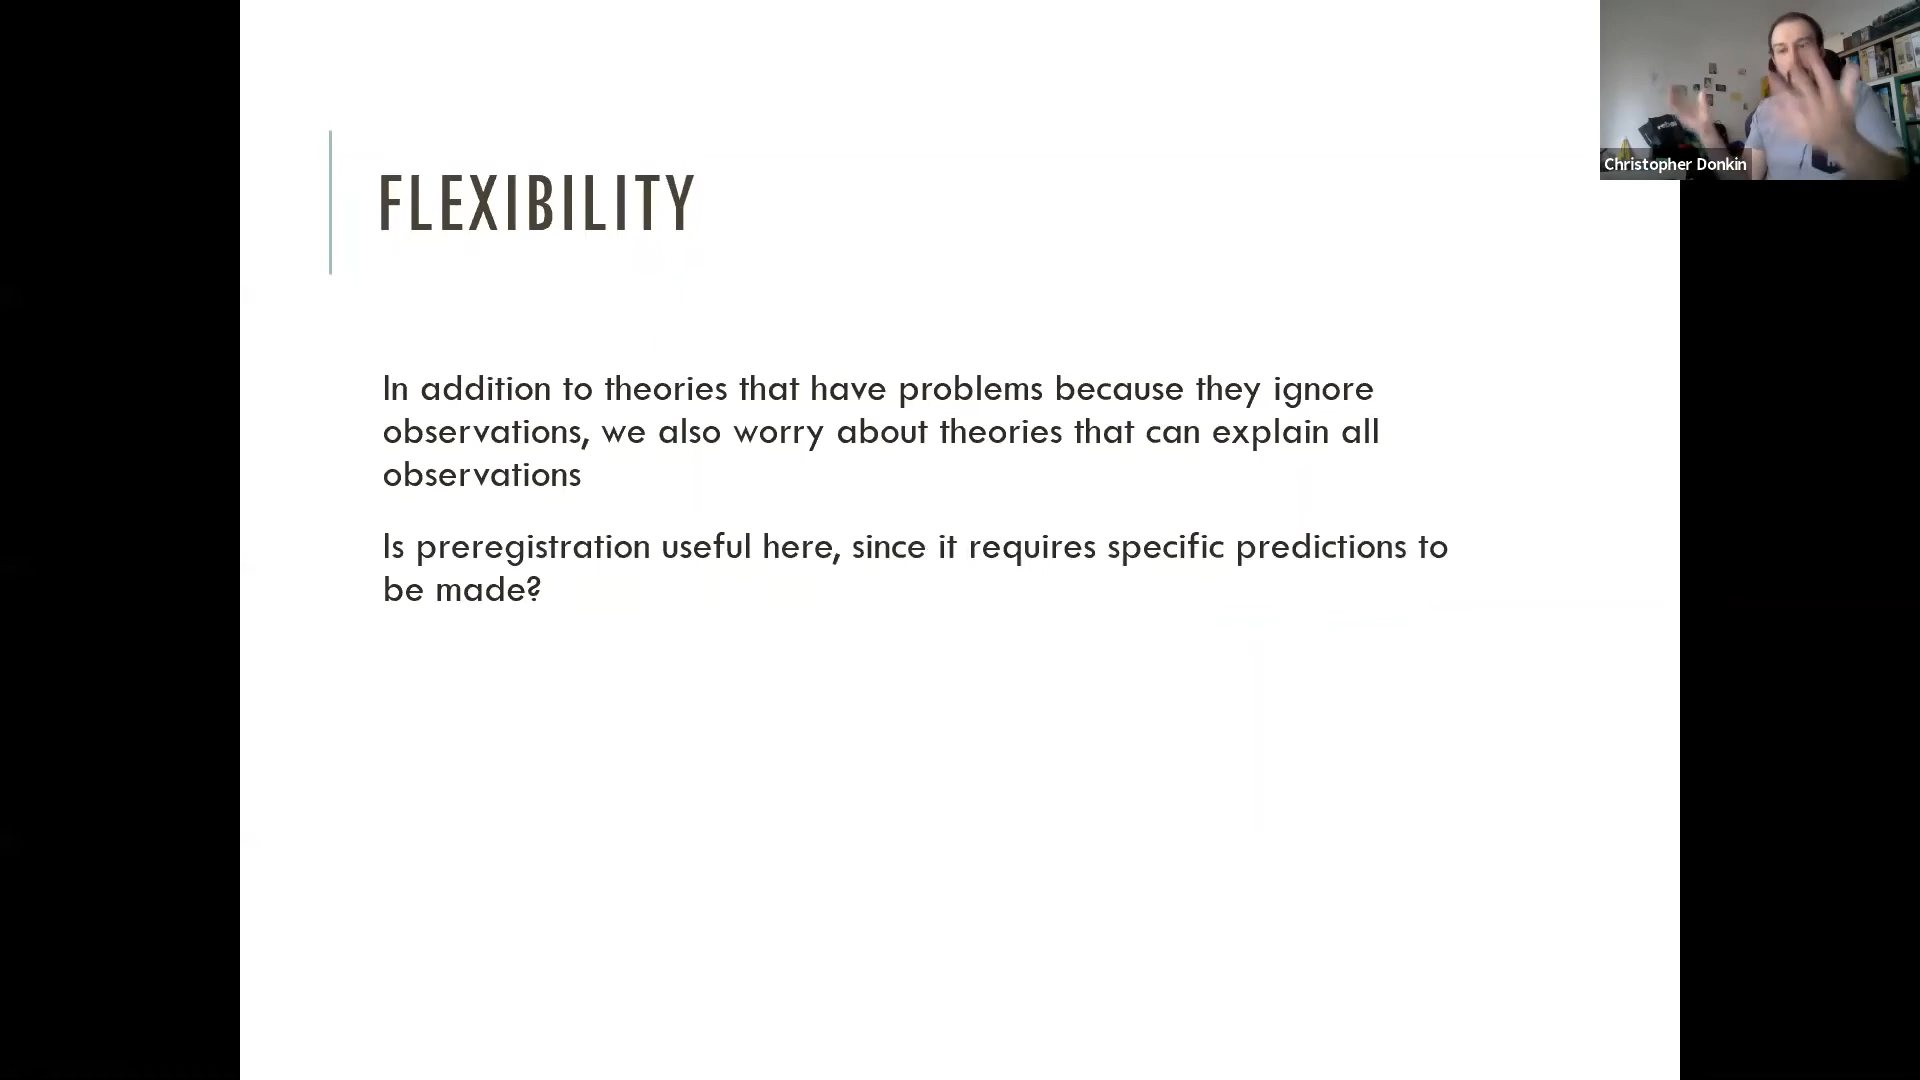 FLEXIBILITY
In addition to theories that have problems because they ignore
observations, we also worry about theories that can explain all
observations
Is preregistration useful here, since it requires specific predictions to
be made?
Christopher Donkin